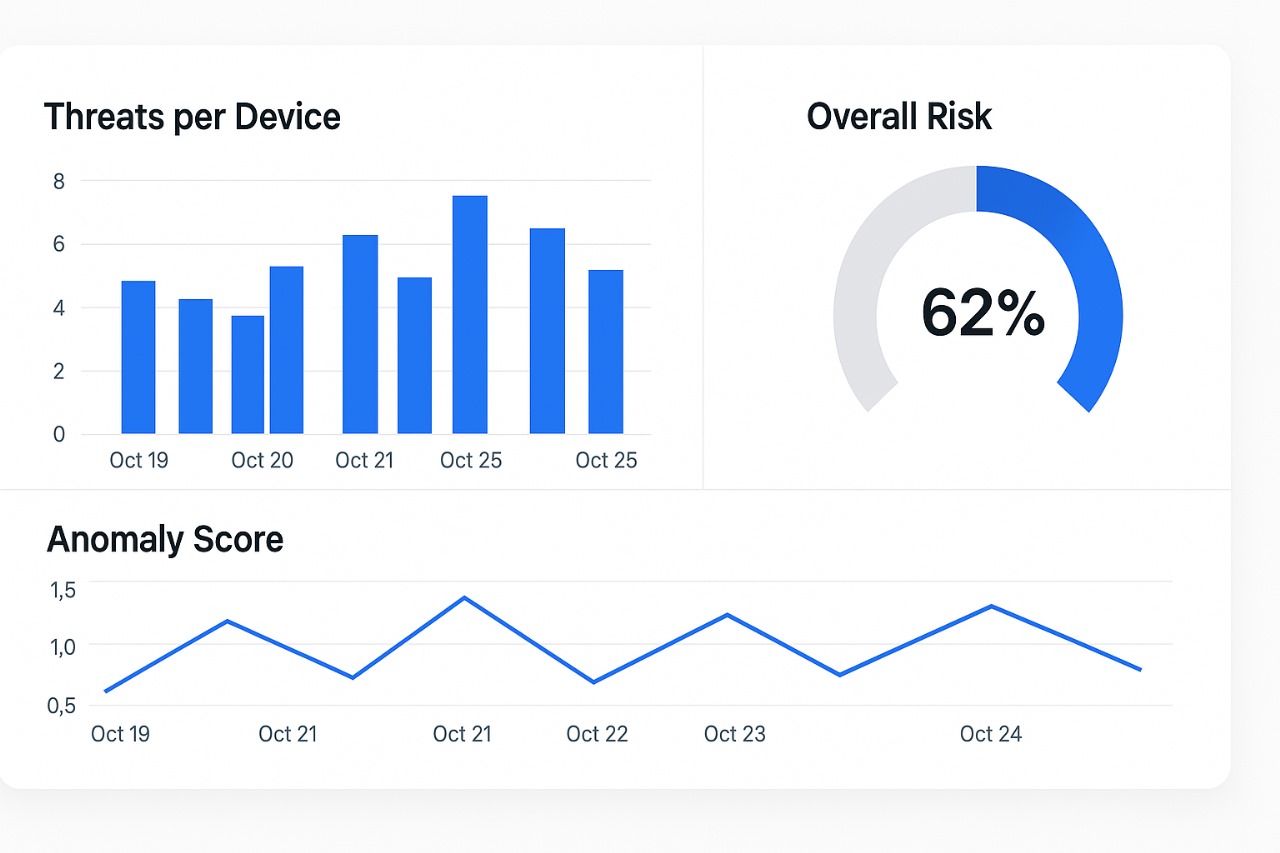 Threats per Device
8
6
4
2
0
Oct 19 Oct 20 Oct 21 Oct 25 Oct 25
Overall Risk
62%
Anomaly Score
1,5
1,0
0,5
Oct 19 Oct 21 Oct 21 Oct 22 Oct 23 Oct 24